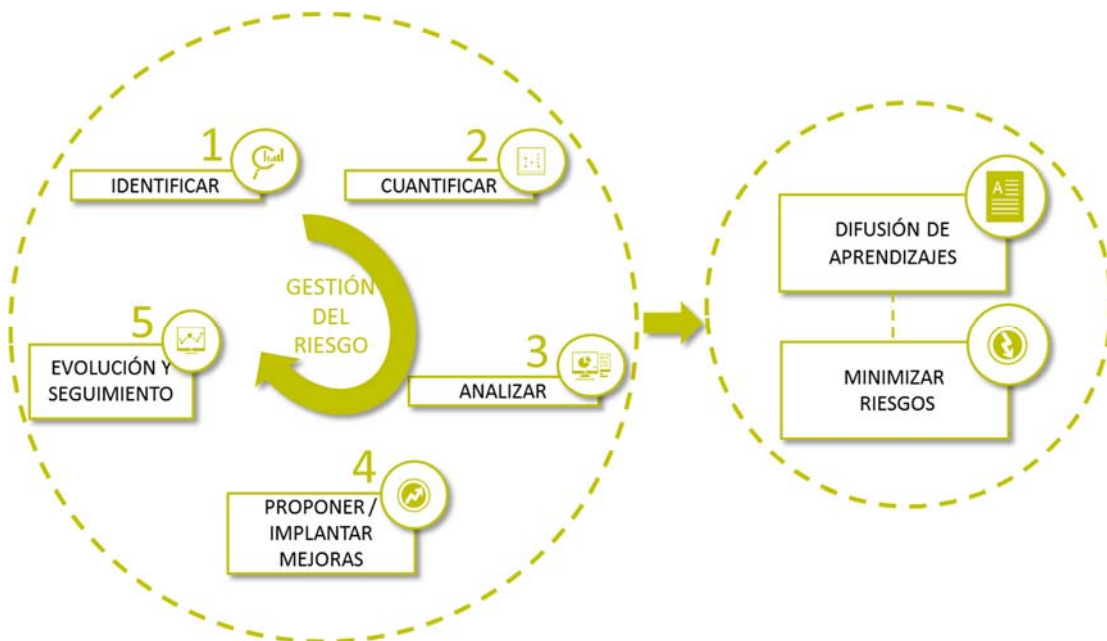 1
IDENTIFICAR
2
CUANTIFICAR
GESTIÓN
DEL
RIESGO
3
ANALIZAR
4
PROPONER /
IMPLANTAR
MEJORAS
5
EVOLUCIÓN Y
SEGUIMIENTO
A
DIFUSIÓN DE
APRENDIZAJES
MINIMIZAR
RIESGOS